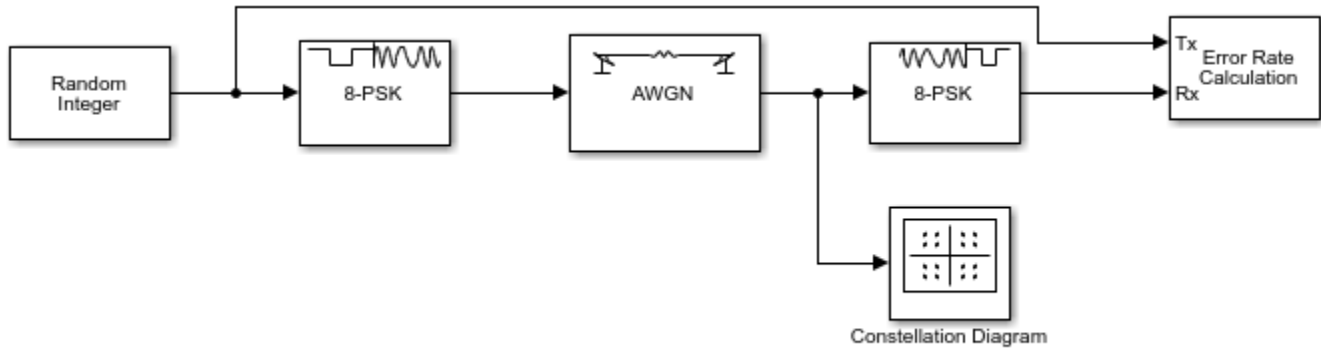 Random
Integer
8-PSK
AWGN
8-PSK
Tx
Rx
Error Rate
Calculation
Constellation Diagram